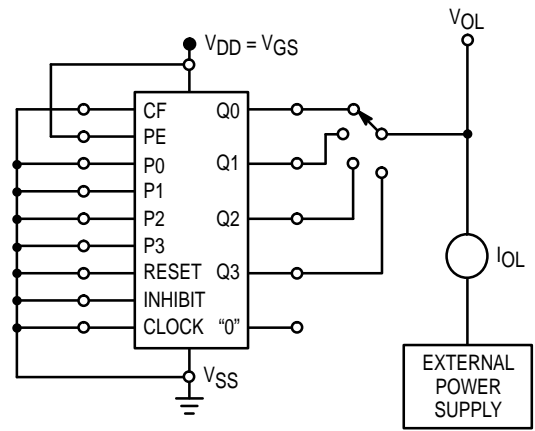 VOL
VDD = VGS
CF Q0
PE
P0 Q1
P1
P2 Q2
P3
RESET Q3
INHIBIT
CLOCK “0”
IOL
VSS
EXTERNAL
POWER
SUPPLY